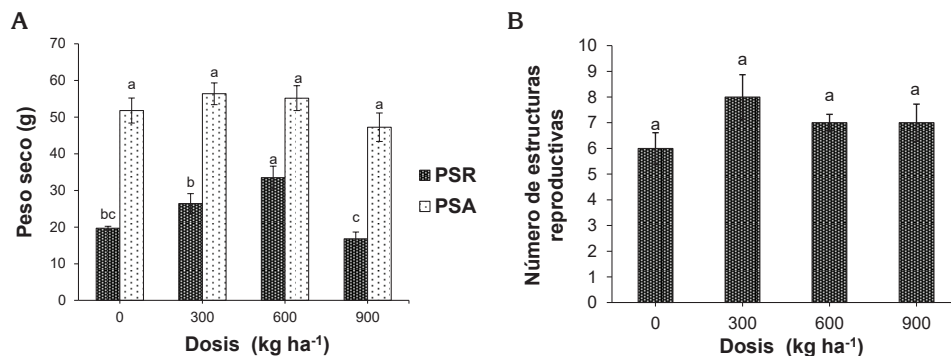 A
70
60
50
40
30
20
10
0
Peso seco (g)
bc
a
b
a
a
a
c
a
0 300 600 900
Dosis (kg ha-1)
PSR
PSA
B
10
9
8
7
6
5
4
3
2
1
0
Número de estructuras
reproductivas
a
a
a
a
0 300 600 900
Dosis (kg ha-1)